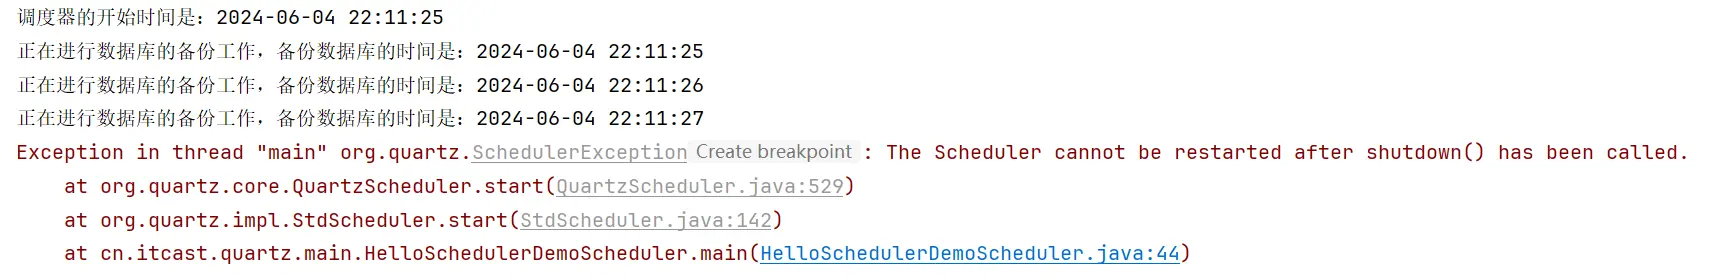 调度器的开始时间是：2024-06-04 22:11:25
正在进行数据库的备份工作，备份数据库的时间是：2024-06-04 22:11:25
正在进行数据库的备份工作，备份数据库的时间是：2024-06-04 22:11:26
正在进行数据库的备份工作，备份数据库的时间是：2024-06-04 22:11:27
Exception in thread "main" org.quartz.SchedulerException Create breakpoint : The Scheduler cannot be restarted after shutdown() has been called.
at org.quartz.core.QuartzScheduler.start(QuartzScheduler.java:529)
at org.quartz.impl.StdScheduler.start(StdScheduler.java:142)
at cn.itcast.quartz.main.HelloSchedulerDemoScheduler.main(HelloSchedulerDemoScheduler.java:44)